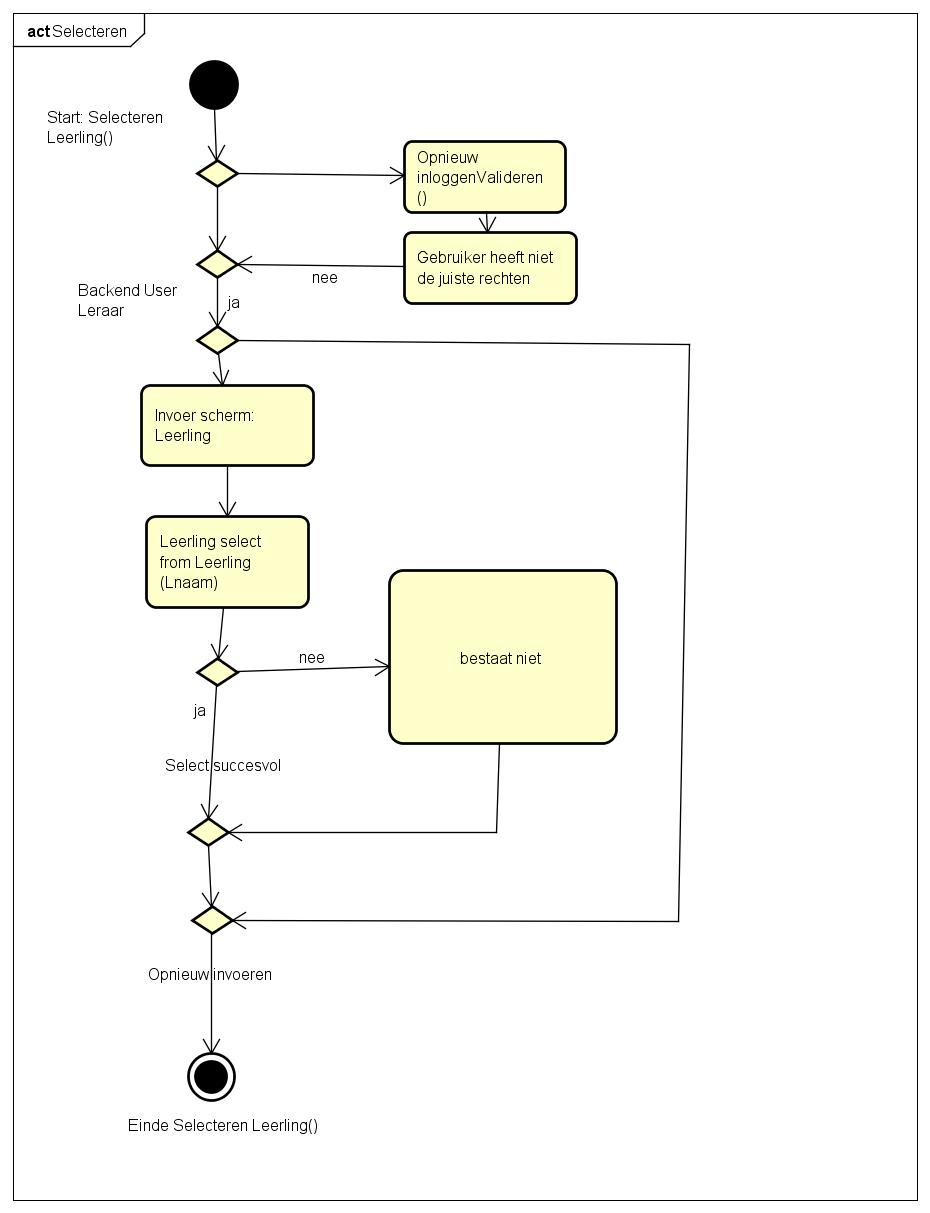 act Selecteren
Start: Selecteren
Leerling()
Opnieuw
inloggenValideren
()
Gebruiker heeft niet
de juiste rechten
nee
Backend User
Leraar
ja
Invoer scherm:
Leerling
Leerling select
from Leerling
(Lnaam)
nee
bestaat niet
ja
Select succesvol
Opnieuw invoeren
Einde Selecteren Leerling()